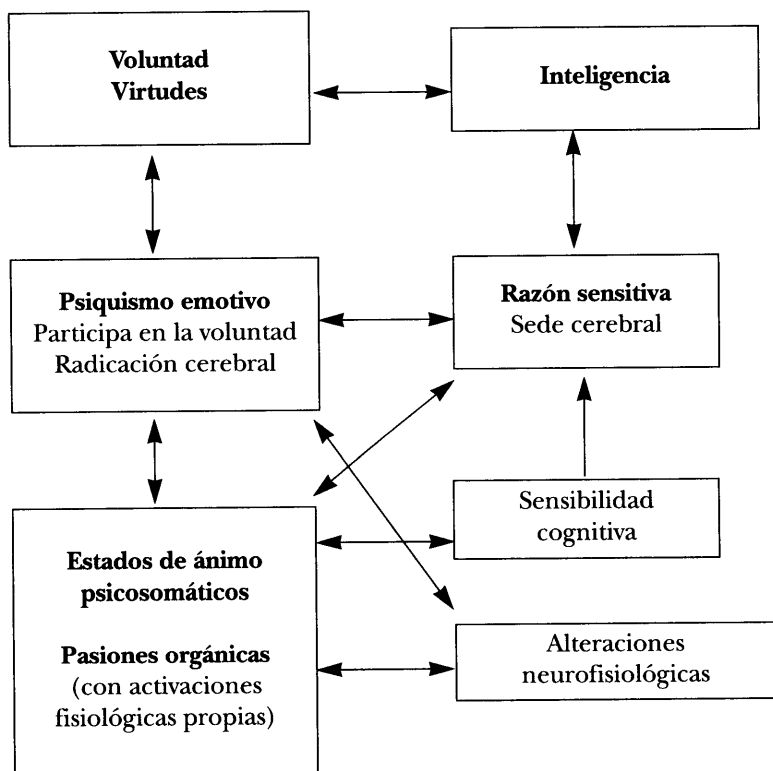 Voluntad
Virtudes
Inteligencia
Psiquismo emotivo
Participa en la voluntad
Radicación cerebral
Razón sensitiva
Sede cerebral
Sensibilidad
cognitiva
Estados de ánimo
psicosomáticos
Pasiones orgánicas
(con activaciones
fisiológicas propias)
Alteraciones
neurofisiológicas